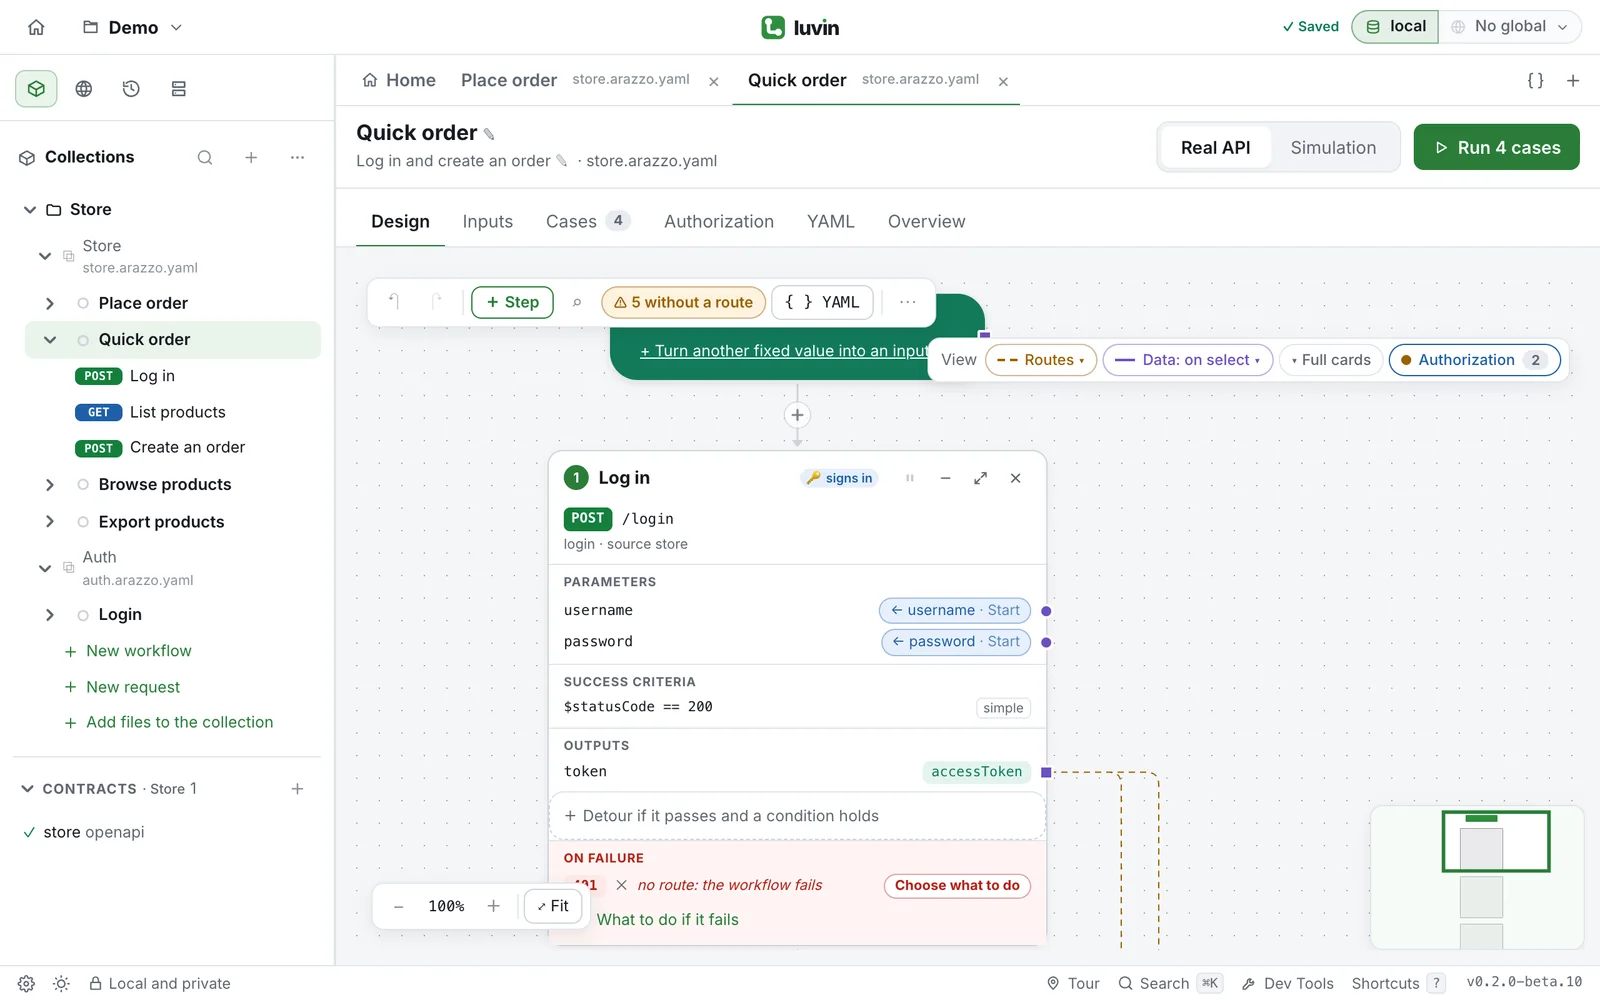 Demo
luvin
✓ Saved
local
No global
Home
Place order store.arazzo.yaml ×
Quick order store.arazzo.yaml ×
{ } +
Collections
Store
Store
store.arazzo.yaml
Place order
Quick order
POST Log in
GET List products
POST Create an order
Browse products
Export products
Auth
auth.arazzo.yaml
Login
+ New workflow
+ New request
+ Add files to the collection
CONTRACTS · Store 1 +
✓ store openapi
Quick order
Log in and create an order · store.arazzo.yaml
Real API
Simulation
Run 4 cases
Design
Inputs
Cases 4
Authorization
YAML
Overview
+ Step
5 without a route
{ } YAML
···
+ Turn another fixed value into an input
View
Routes
Data: on select
Full cards
Authorization 2
1 Log in
signs in
POST /login
login · source store
PARAMETERS
username ← username · Start
password ← password · Start
SUCCESS CRITERIA
$statusCode == 200 simple
OUTPUTS
token accessToken
+ Detour if it passes and a condition holds
ON FAILURE
× no route: the workflow fails Choose what to do
What to do if it fails
− 100% + Fit
Local and private
Tour
Search ⌘K
Dev Tools
Shortcuts ?
v0.2.0-beta.10